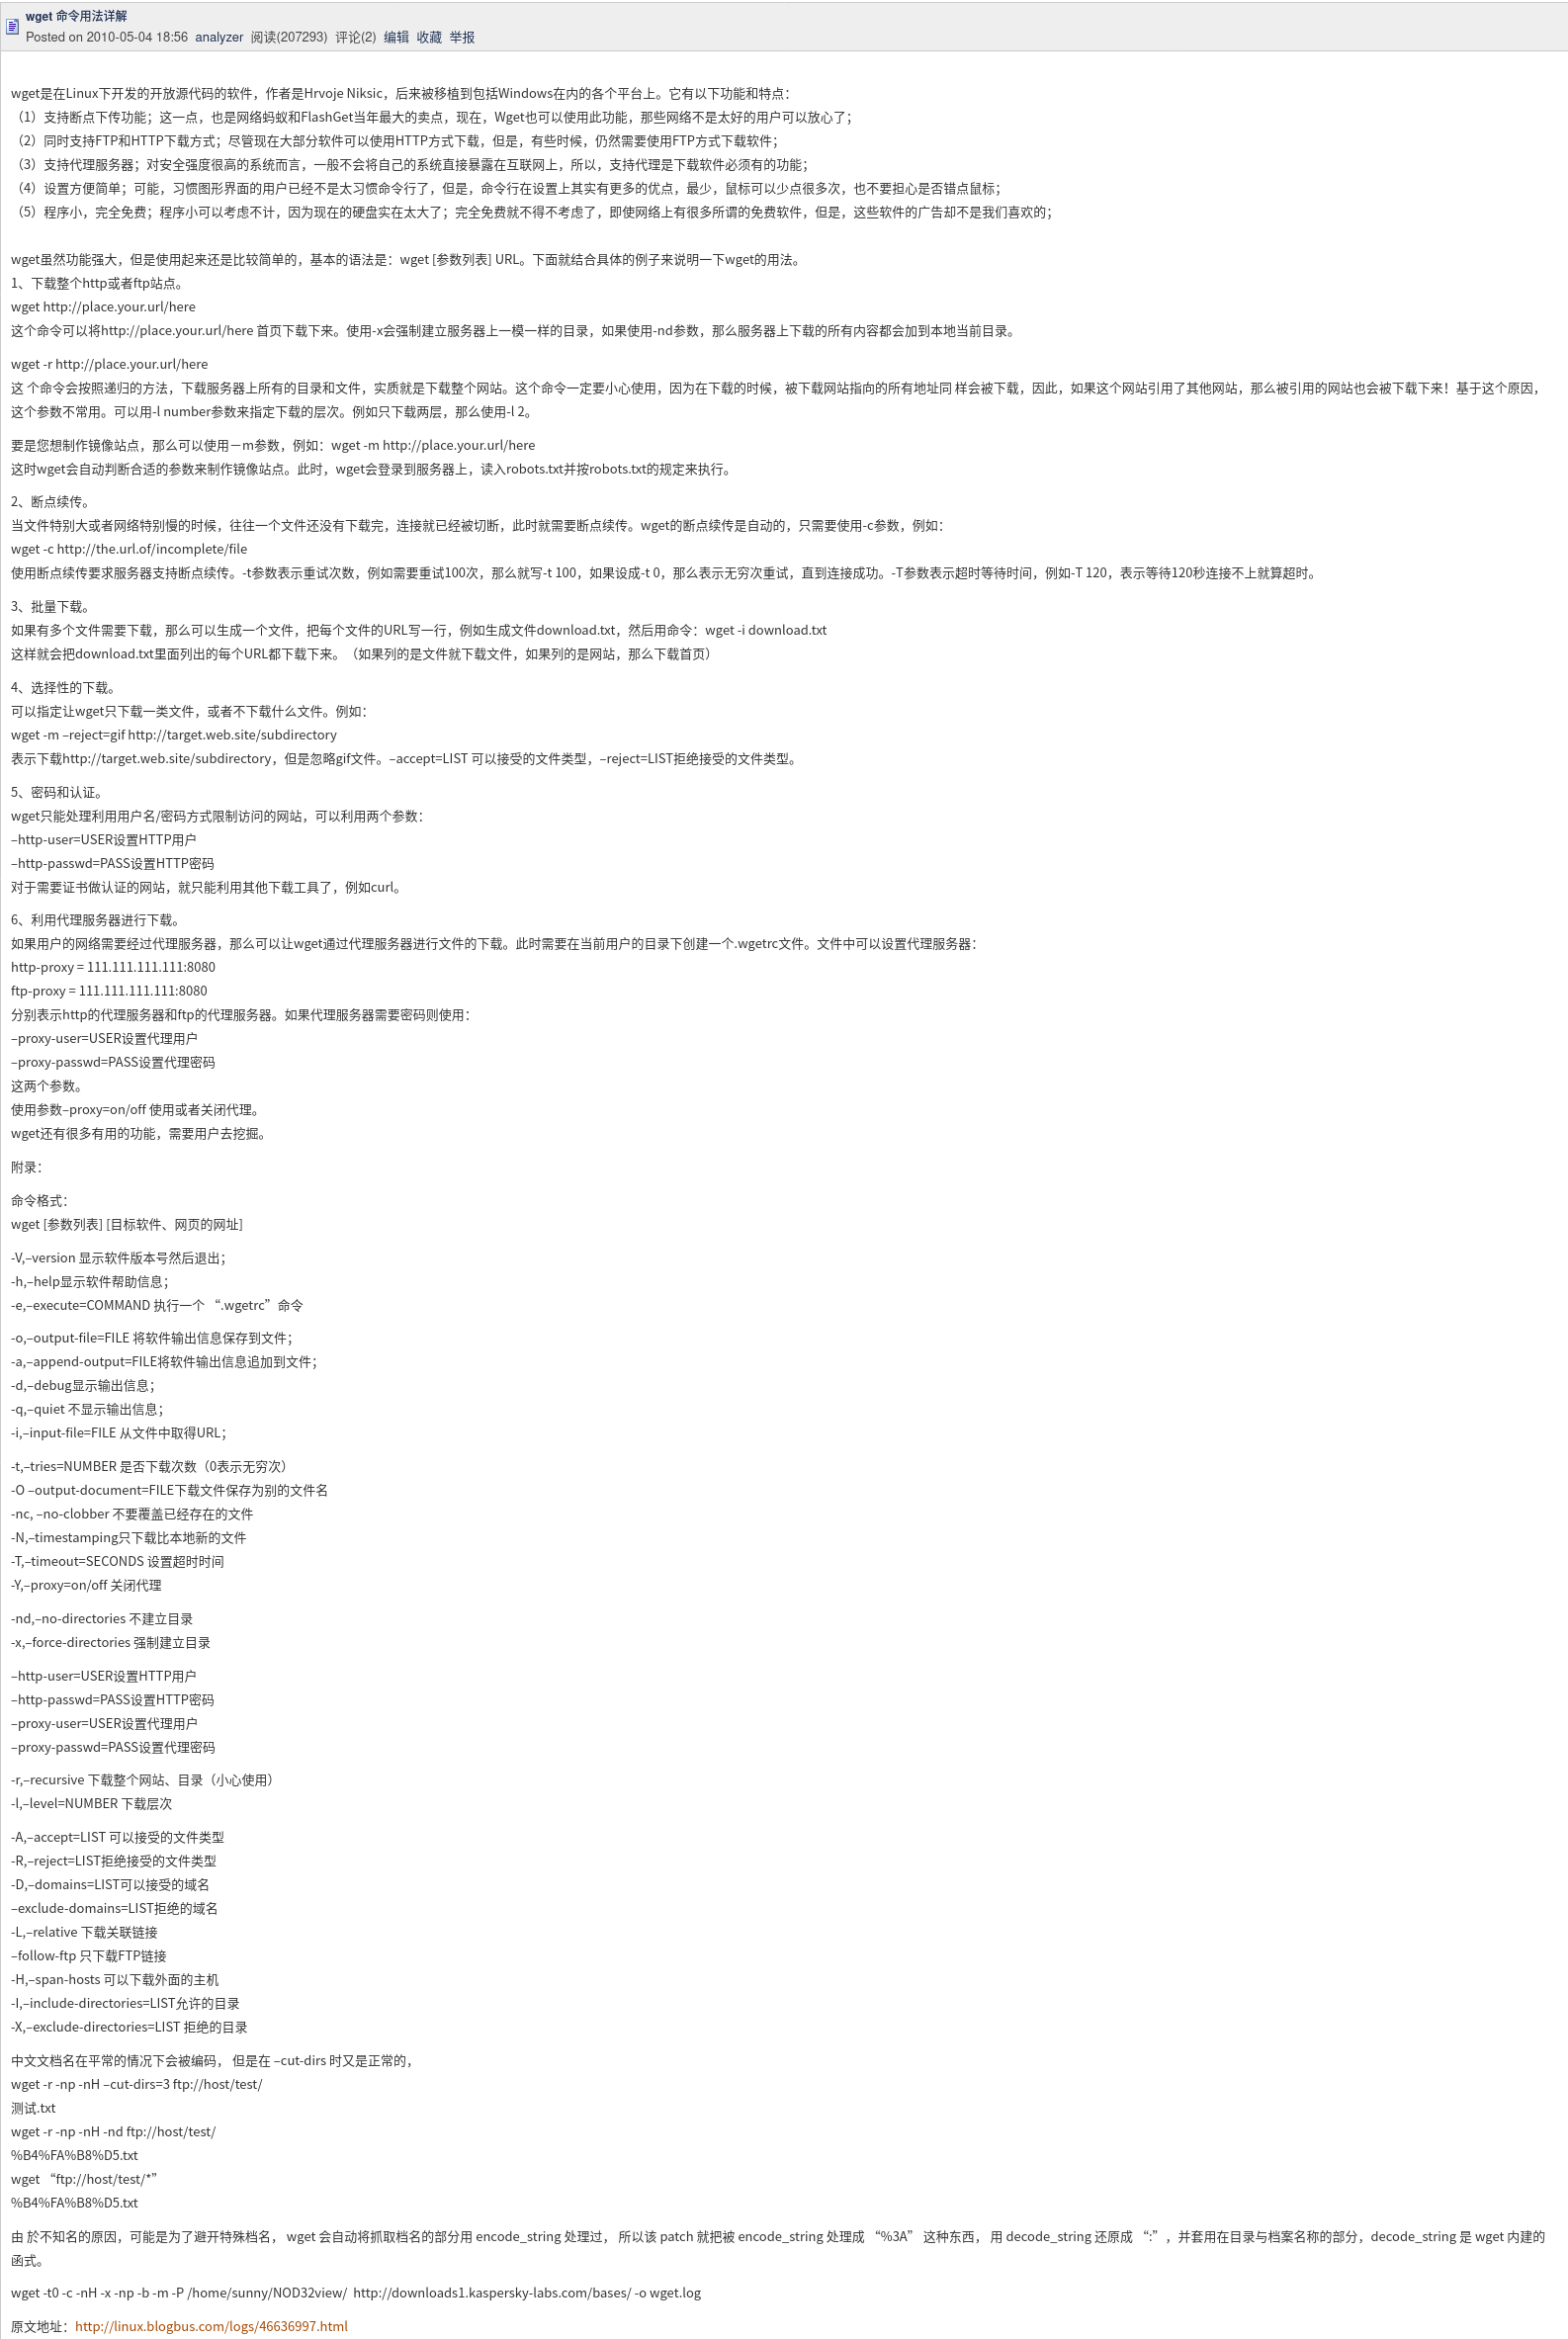 wget 命令用法详解
Posted on 2010-05-04 18:56 analyzer 阅读(207293) 评论(2) 编辑 收藏 举报
wget是在Linux下开发的开放源代码的软件，作者是Hrvoje Niksic，后来被移植到包括Windows在内的各个平台上。它有以下功能和特点：
（1）支持断点下传功能；这一点，也是网络蚂蚁和FlashGet当年最大的卖点，现在，Wget也可以使用此功能，那些网络不是太好的用户可以放心了；
（2）同时支持FTP和HTTP下载方式；尽管现在大部分软件可以使用HTTP方式下载，但是，有些时候，仍然需要使用FTP方式下载软件；
（3）支持代理服务器；对安全强度很高的系统而言，一般不会将自己的系统直接暴露在互联网上，所以，支持代理是下载软件必须有的功能；
（4）设置方便简单；可能，习惯图形界面的用户已经不是太习惯命令行了，但是，命令行在设置上其实有更多的优点，最少，鼠标可以少点很多次，也不要担心是否错点鼠标；
（5）程序小，完全免费；程序小可以考虑不计，因为现在的硬盘实在太大了；完全免费就不得不考虑了，即使网络上有很多所谓的免费软件，但是，这些软件的广告却不是我们喜欢的；
wget虽然功能强大，但是使用起来还是比较简单的，基本的语法是：wget [参数列表] URL。下面就结合具体的例子来说明一下wget的用法。
1、下载整个http或者ftp站点。
wget http://place.your.url/here
这个命令可以将http://place.your.url/here 首页下载下来。使用-x会强制建立服务器上一模一样的目录，如果使用-nd参数，那么服务器上下载的所有内容都会加到本地当前目录。
wget -r http://place.your.url/here
这 个命令会按照递归的方法，下载服务器上所有的目录和文件，实质就是下载整个网站。这个命令一定要小心使用，因为在下载的时候，被下载网站指向的所有地址同 样会被下载，因此，如果这个网站引用了其他网站，那么被引用的网站也会被下载下来！基于这个原因，
这个参数不常用。可以用-l number参数来指定下载的层次。例如只下载两层，那么使用-l 2。
要是您想制作镜像站点，那么可以使用－m参数，例如：wget -m http://place.your.url/here
这时wget会自动判断合适的参数来制作镜像站点。此时，wget会登录到服务器上，读入robots.txt并按robots.txt的规定来执行。
2、断点续传。
当文件特别大或者网络特别慢的时候，往往一个文件还没有下载完，连接就已经被切断，此时就需要断点续传。wget的断点续传是自动的，只需要使用-c参数，例如：
wget -c http://the.url.of/incomplete/file
使用断点续传要求服务器支持断点续传。-t参数表示重试次数，例如需要重试100次，那么就写-t 100，如果设成-t 0，那么表示无穷次重试，直到连接成功。-T参数表示超时等待时间，例如-T 120，表示等待120秒连接不上就算超时。
3、批量下载。
如果有多个文件需要下载，那么可以生成一个文件，把每个文件的URL写一行，例如生成文件download.txt，然后用命令：wget -i download.txt
这样就会把download.txt里面列出的每个URL都下载下来。（如果列的是文件就下载文件，如果列的是网站，那么下载首页）
4、选择性的下载。
可以指定让wget只下载一类文件，或者不下载什么文件。例如：
wget -m –reject=gif http://target.web.site/subdirectory
表示下载http://target.web.site/subdirectory，但是忽略gif文件。–accept=LIST 可以接受的文件类型，–reject=LIST拒绝接受的文件类型。
5、密码和认证。
wget只能处理利用用户名/密码方式限制访问的网站，可以利用两个参数：
–http-user=USER设置HTTP用户
–http-passwd=PASS设置HTTP密码
对于需要证书做认证的网站，就只能利用其他下载工具了，例如curl。
6、利用代理服务器进行下载。
如果用户的网络需要经过代理服务器，那么可以让wget通过代理服务器进行文件的下载。此时需要在当前用户的目录下创建一个.wgetrc文件。文件中可以设置代理服务器：
http-proxy = 111.111.111.111:8080
ftp-proxy = 111.111.111.111:8080
分别表示http的代理服务器和ftp的代理服务器。如果代理服务器需要密码则使用：
–proxy-user=USER设置代理用户
–proxy-passwd=PASS设置代理密码
这两个参数。
使用参数–proxy=on/off 使用或者关闭代理。
wget还有很多有用的功能，需要用户去挖掘。
附录：
命令格式：
wget [参数列表] [目标软件、网页的网址]
-V,–version 显示软件版本号然后退出；
-h,–help显示软件帮助信息；
-e,–execute=COMMAND 执行一个 “.wgetrc”命令
-o,–output-file=FILE 将软件输出信息保存到文件；
-a,–append-output=FILE将软件输出信息追加到文件；
-d,–debug显示输出信息；
-q,–quiet 不显示输出信息；
-i,–input-file=FILE 从文件中取得URL；
-t,–tries=NUMBER 是否下载次数（0表示无穷次）
-O –output-document=FILE下载文件保存为别的文件名
-nc, –no-clobber 不要覆盖已经存在的文件
-N,–timestamping只下载比本地新的文件
-T,–timeout=SECONDS 设置超时时间
-Y,–proxy=on/off 关闭代理
-nd,–no-directories 不建立目录
-x,–force-directories 强制建立目录
–http-user=USER设置HTTP用户
–http-passwd=PASS设置HTTP密码
–proxy-user=USER设置代理用户
–proxy-passwd=PASS设置代理密码
-r,–recursive 下载整个网站、目录（小心使用）
-l,–level=NUMBER 下载层次
-A,–accept=LIST 可以接受的文件类型
-R,–reject=LIST拒绝接受的文件类型
-D,–domains=LIST可以接受的域名
–exclude-domains=LIST拒绝的域名
-L,–relative 下载关联链接
–follow-ftp 只下载FTP链接
-H,–span-hosts 可以下载外面的主机
-I,–include-directories=LIST允许的目录
-X,–exclude-directories=LIST 拒绝的目录
中文文档名在平常的情况下会被编码， 但是在 –cut-dirs 时又是正常的，
wget -r -np -nH –cut-dirs=3 ftp://host/test/
测试.txt
wget -r -np -nH -nd ftp://host/test/
%B4%FA%B8%D5.txt
wget “ftp://host/test/*”
%B4%FA%B8%D5.txt
由 於不知名的原因，可能是为了避开特殊档名， wget 会自动将抓取档名的部分用 encode_string 处理过， 所以该 patch 就把被 encode_string 处理成 “%3A” 这种东西， 用 decode_string 还原成 “:”，并套用在目录与档案名称的部分，decode_string 是 wget 内建的
函式。
wget -t0 -c -nH -x -np -b -m -P /home/sunny/NOD32view/ http://downloads1.kaspersky-labs.com/bases/ -o wget.log
原文地址：http://linux.blogbus.com/logs/46636997.html